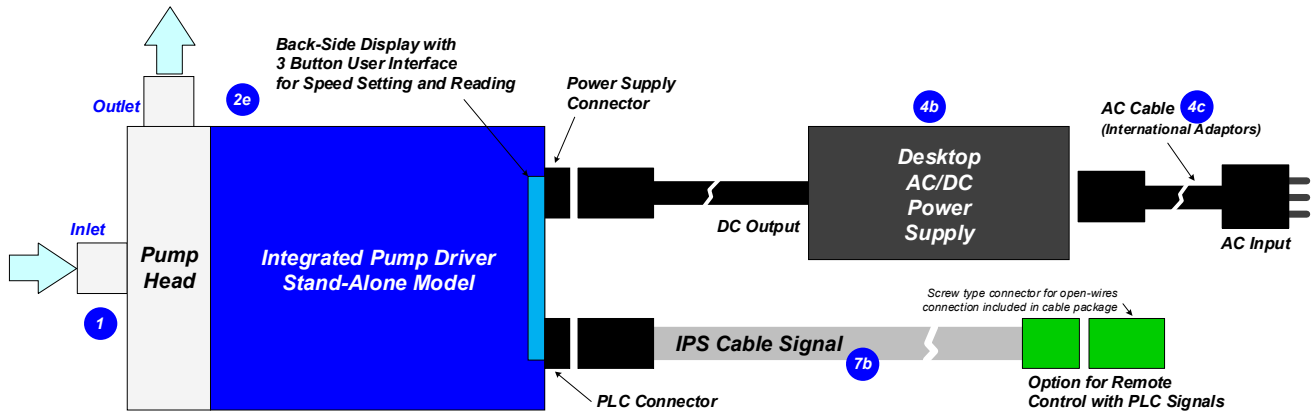 Back-Side Display with
3 Button User Interface
for Speed Setting and Reading
Power Supply
Connector
AC Cable
(International Adaptors)
4c
4b
2e
Outlet
Inlet
1
Pump
Head
Integrated Pump Driver
Stand-Alone Model
DC Output
Desktop
AC/DC
Power
Supply
AC Input
Screw type connector for open-wires
connection included in cable package
IPS Cable Signal
7b
PLC Connector
Option for Remote
Control with PLC Signals